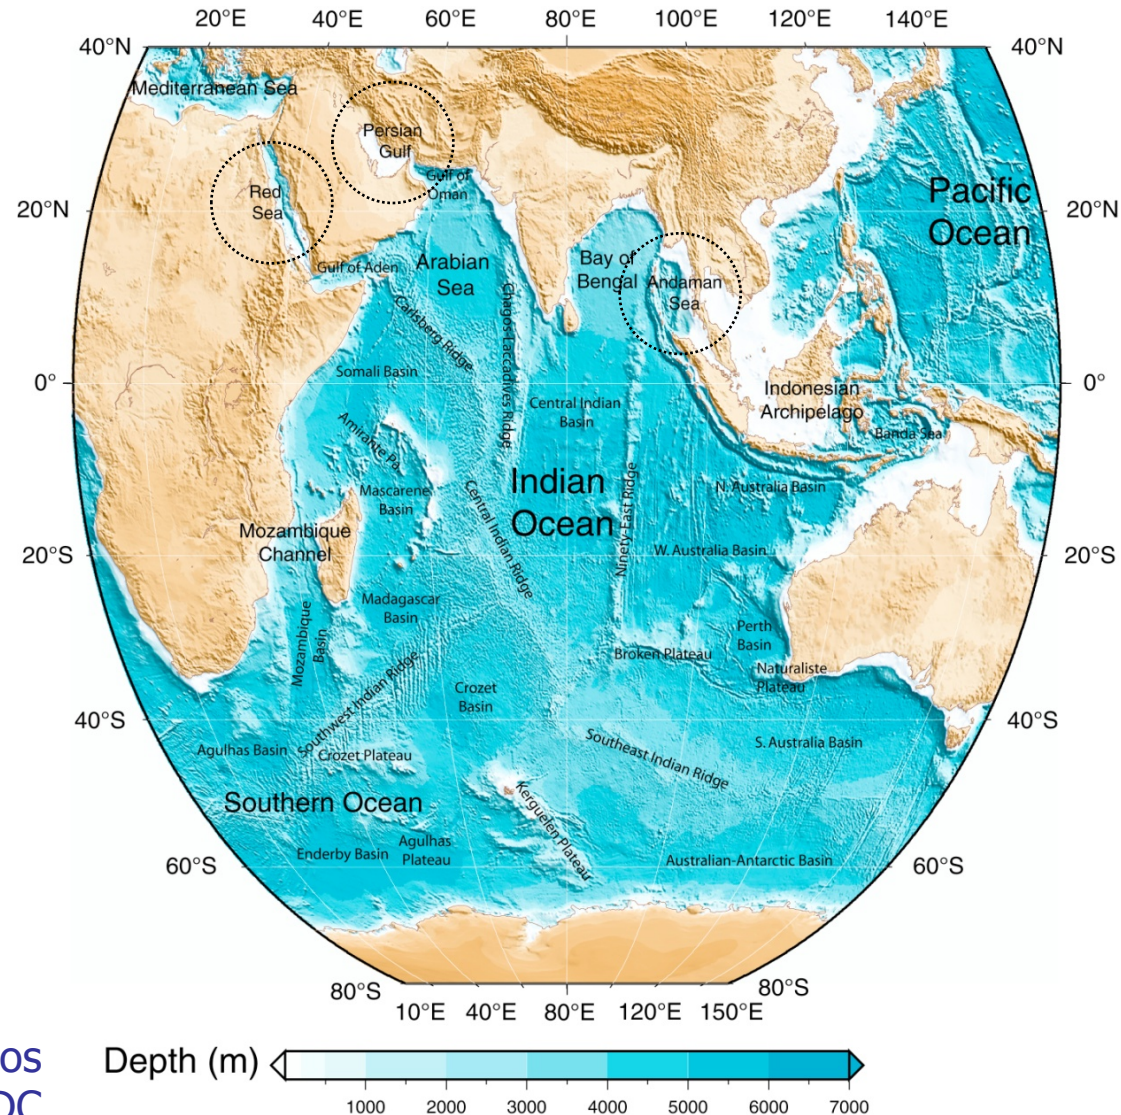 20°E 40°E 60°E 80°E 100°E 120°E 140°E
40°N 40°N
Mediterranean Sea
Persian
Gulf
Gulf of
Oman
Red
Sea
Pacific
Ocean
20°N 20°N
Gulf of Aden
Arabian
Sea
Bay of
Bengal
Andaman
Sea
Carlsberg Ridge
Chagos-Laccadives Ridge
Somali Basin
0° 0°
Central Indian
Basin
Indonesian
Archipelago
Banda Sea
Amirante Pa.
Mascarene
Basin
Indian
Ocean
Central Indian Ridge
Ninety-East Ridge
N. Australia Basin
Mozambique
Channel
W. Australia Basin
20°S 20°S
Madagascar
Basin
Mozambique
Basin
Perth
Basin
Broken Plateau
Naturaliste
Plateau
Southwest Indian Ridge
Crozet
Basin
40°S 40°S
Agulhas Basin
Crozet Plateau
Southeast Indian Ridge
S. Australia Basin
Southern Ocean
Kerguelen Plateau
Enderby Basin
Agulhas
Plateau
Australian-Antarctic Basin
60°S 60°S
80°S 80°S
10°E 40°E 80°E 120°E 150°E
os
DC
Depth (m)
1000 2000 3000 4000 5000 6000 7000